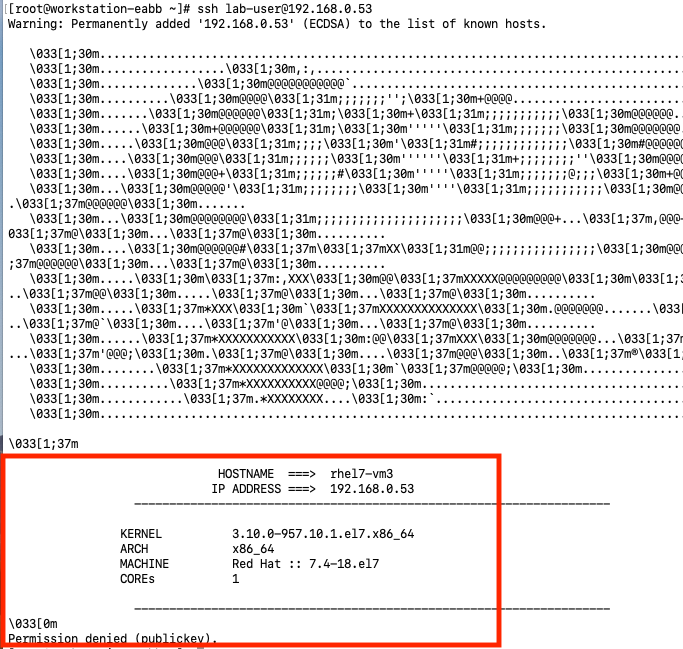 [root@workstation-eabb ~]# ssh lab-user@192.168.0.53
Warning: Permanently added '192.168.0.53' (ECDSA) to the list of known hosts.
\033[1;30m...................................................................................
\033[1;30m..................\033[1;30m,:,....................................................
\033[1;30m..............\033[1;30m@@@@@@@@@@@`................................................
\033[1;30m..........\033[1;30m@@@@\033[1;31m;;;;;;;'';\033[1;30m+@@@@........................
\033[1;30m.......\033[1;30m@@@@@@\033[1;31m;\033[1;30m+\033[1;31m;;;;;;;;;;;\033[1;30m@@@@@@..
\033[1;30m......\033[1;30m+@@@@@@\033[1;31m;\033[1;30m'''''\033[1;31m;;;;;;;;\033[1;30m@@@@@@@.
\033[1;30m.....\033[1;30m@@@\033[1;31m;;;;\033[1;30m'\033[1;31m#;;;;;;;;;;;;\033[1;30m#@@@@@@
\033[1;30m....\033[1;30m@@@\033[1;31m;;;;;;\033[1;30m''''''\033[1;31m+;;;;;;;;''\033[1;30m@@@@
\033[1;30m....\033[1;30m@@@+\033[1;31m;;;;;;#\033[1;30m'''''\033[1;31m;;;;;;;@;;;\033[1;30m+@
\033[1;30m...\033[1;30m@@@@@'\033[1;31m;;;;;;;;\033[1;30m''''\033[1;31m;;;;;;;;;;;\033[1;30m@@
.\033[1;37m@@@@@@\033[1;30m.......
\033[1;30m...\033[1;30m@@@@@@@@\033[1;31m;;;;;;;;;;;;;;;;;;;;;\033[1;30m@@@+...\033[1;37m,@@@+
033[1;37m@\033[1;30m...\033[1;37m@\033[1;30m..........
\033[1;30m....\033[1;30m@@@@@@#\033[1;37m\033[1;37mXX\033[1;31m@@;;;;;;;;;;;;;;;;\033[1;30m@@@
;37m@@@@@@\033[1;30m...\033[1;37m@\033[1;30m..........
\033[1;30m.....\033[1;30m\033[1;37m:,XXX\033[1;30m@@\033[1;37mXXXXX@@@@@@@@@\033[1;30m\033[1;
..\033[1;37m@@\033[1;30m.....\033[1;37m@\033[1;30m...\033[1;37m@\033[1;30m..........
\033[1;30m.....\033[1;37m*XXX\033[1;30m`\033[1;37mXXXXXXXXXXXXXX\033[1;30m.@@@@@@@.......\0
..\033[1;37m@`\033[1;30m....\033[1;37m'@\033[1;30m...\033[1;37m@\033[1;30m..........
\033[1;30m......\033[1;37m*XXXXXXXXXXX\033[1;30m:@@\033[1;37mXXX\033[1;30m@@@@@@@...\033[1;37m
...\033[1;37m'@@@;\033[1;30m.\033[1;37m@\033[1;30m....\033[1;37m@@@\033[1;30m..\033[1;37m®\033[1;
\033[1;30m........\033[1;37m*XXXXXXXXXXXXX\033[1;30m`\033[1;37m@@@@@;\033[1;30m..............
\033[1;30m..........\033[1;37m*XXXXXXXXXX@@@@;\033[1;30m.....................................
\033[1;30m............\033[1;37m.*XXXXXXXX....\033[1;30m:`...................................
\033[1;30m...................................................................................
\033[1;37m
HOSTNAME ===> rhel7-vm3
IP ADDRESS ===> 192.168.0.53
KERNEL 3.10.0-957.10.1.el7.x86_64
ARCH x86_64
MACHINE Red Hat :: 7.4-18.el7
COREs 1
\033[0m
Permission denied (publickey).